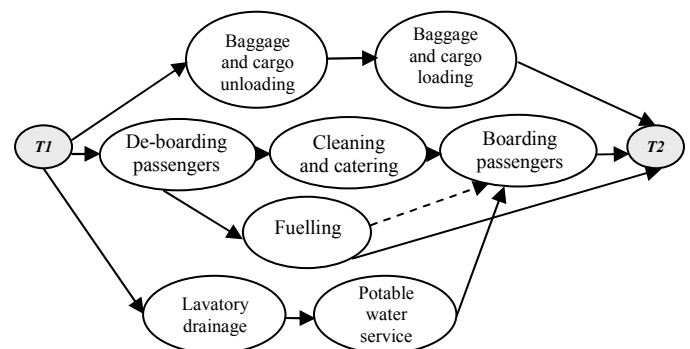 Baggage
and cargo
unloading
Baggage
and cargo
loading
T1
De-boarding
passengers
Cleaning
and catering
Boarding
passengers
T2
Fuelling
Lavatory
drainage
Potable
water
service